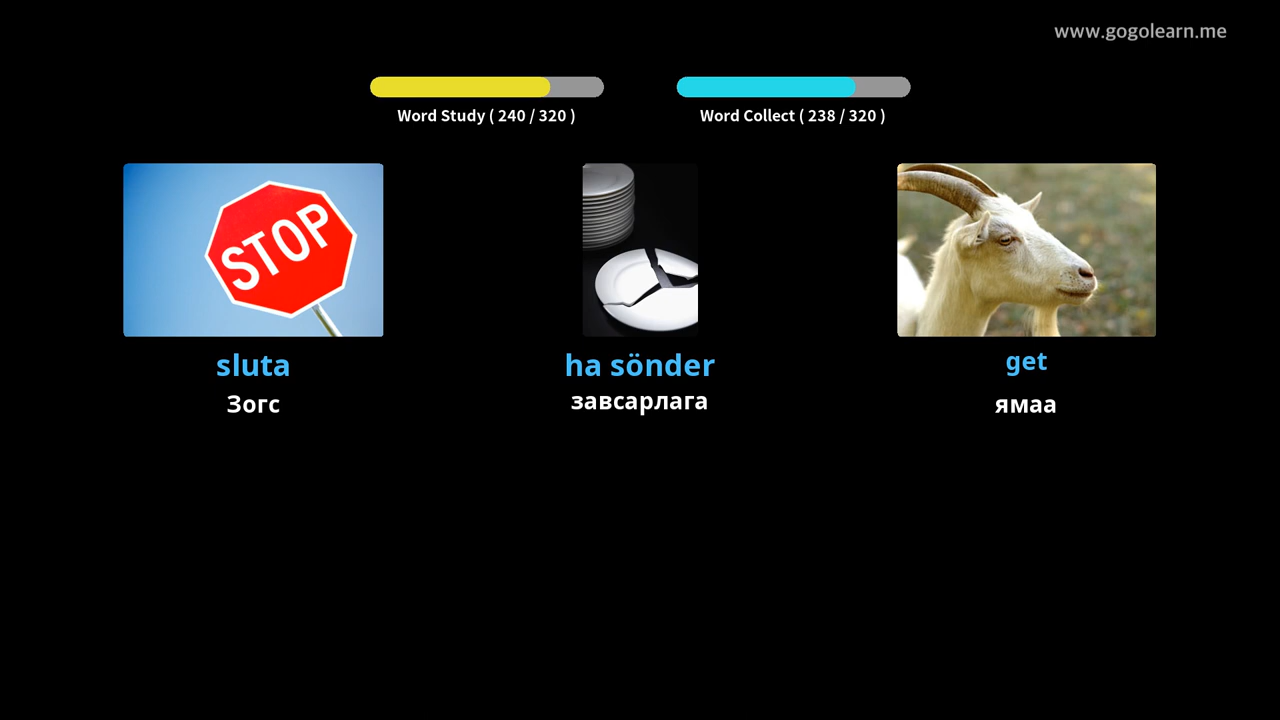 www.gogolearn.me
Word Study ( 240 / 320 )
Word Collect ( 238 / 320 )
STOP
sluta
ha sönder
get
Зогс
завсарлага
ямаа